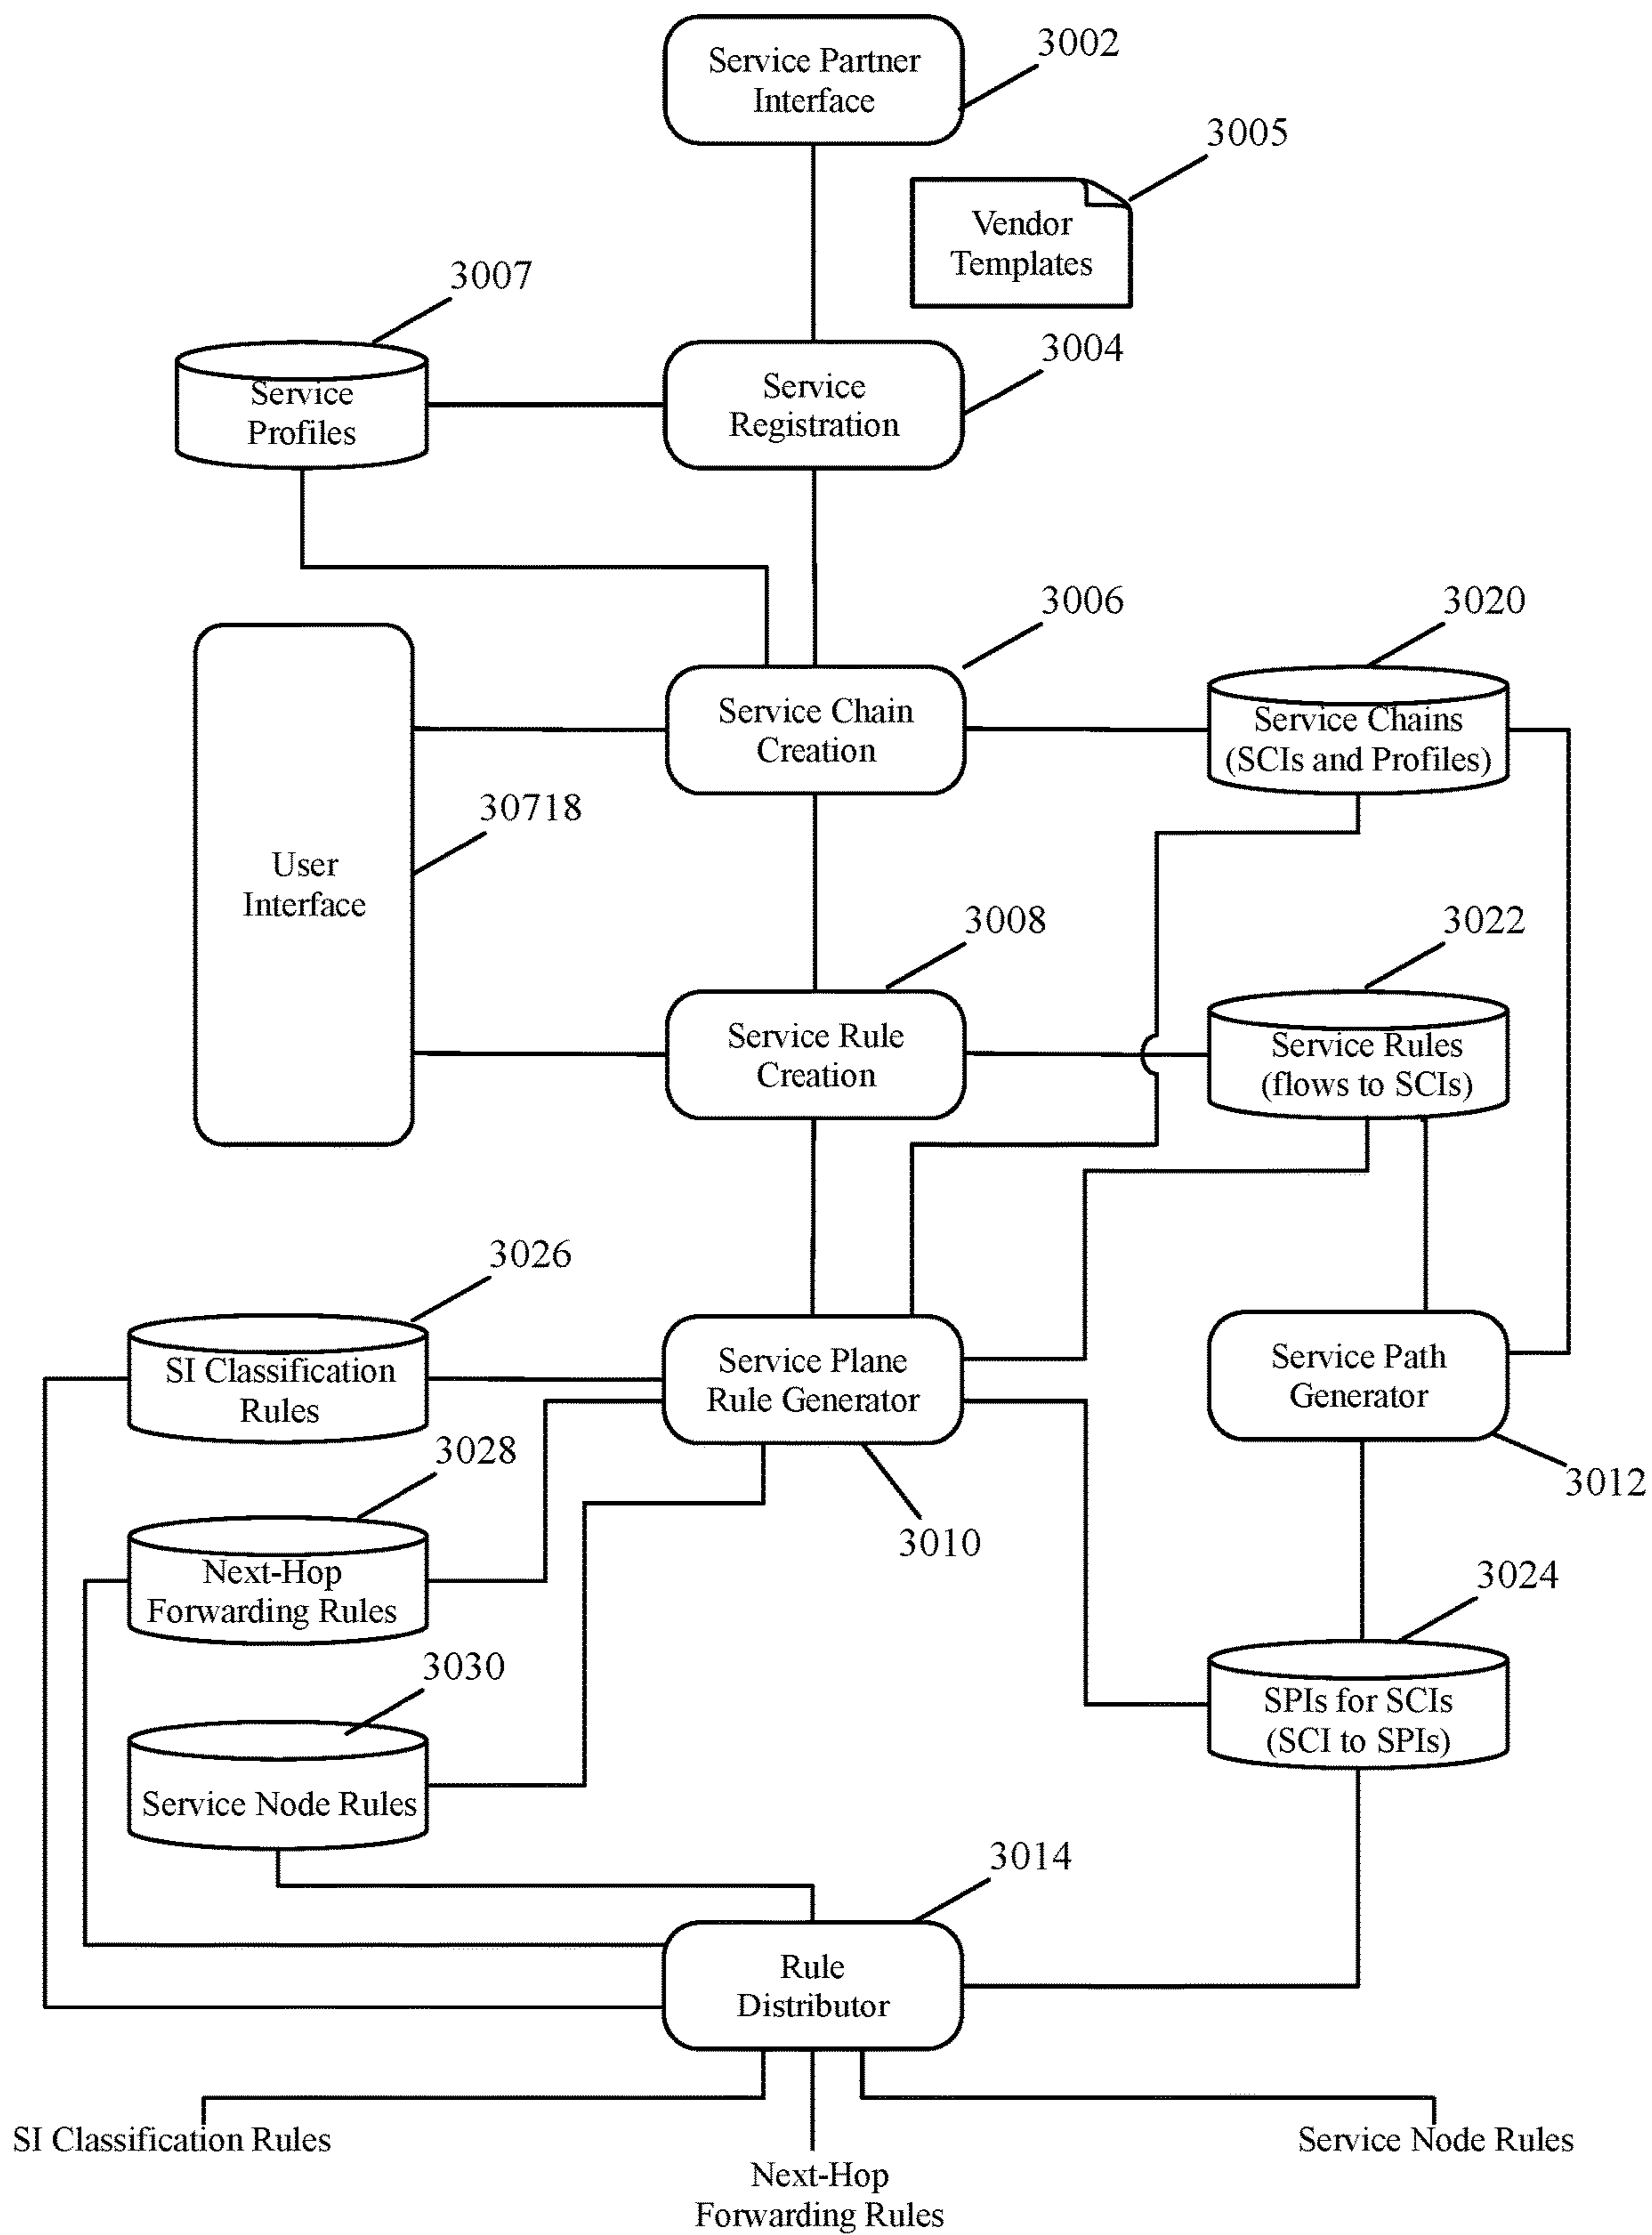 Service Partner
Interface
3002
3005
Vendor
Templates
3007
Service
Profiles
3004
Service
Registration
3006
3020
Service Chain
Creation
Service Chains
(SCIs and Profiles)
30718
User
Interface
3008
3022
Service Rule
Creation
Service Rules
(flows to SCIs)
3026
SI Classification
Rules
Service Plane
Rule Generator
Service Path
Generator
3028
3012
3010
Next-Hop
Forwarding Rules
3024
3030
SPIs for SCIs
(SCI to SPIs)
Service Node Rules
3014
Rule
Distributor
SI Classification Rules
Service Node Rules
Next-Hop
Forwarding Rules